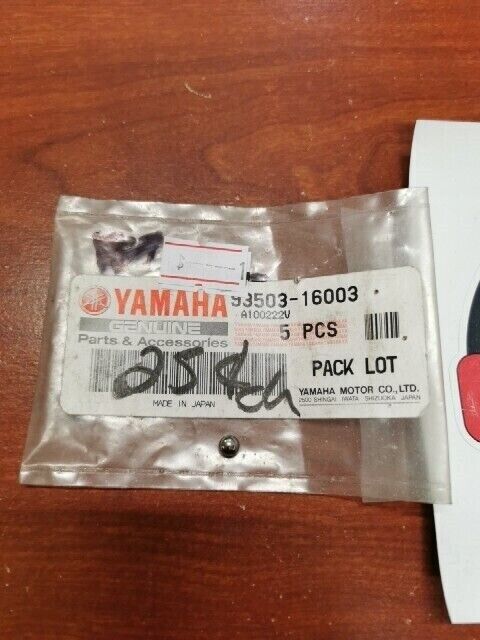 YAMAHA 93503-16003
A100222V
GENUINE
5 PCS
Parts & Accessories
PACK LOT
25¢ ea
YAMAHA MOTOR CO.,LTD.
MADE IN JAPAN
2500 SHINGAI IWATA SHIZUOKA JAPAN